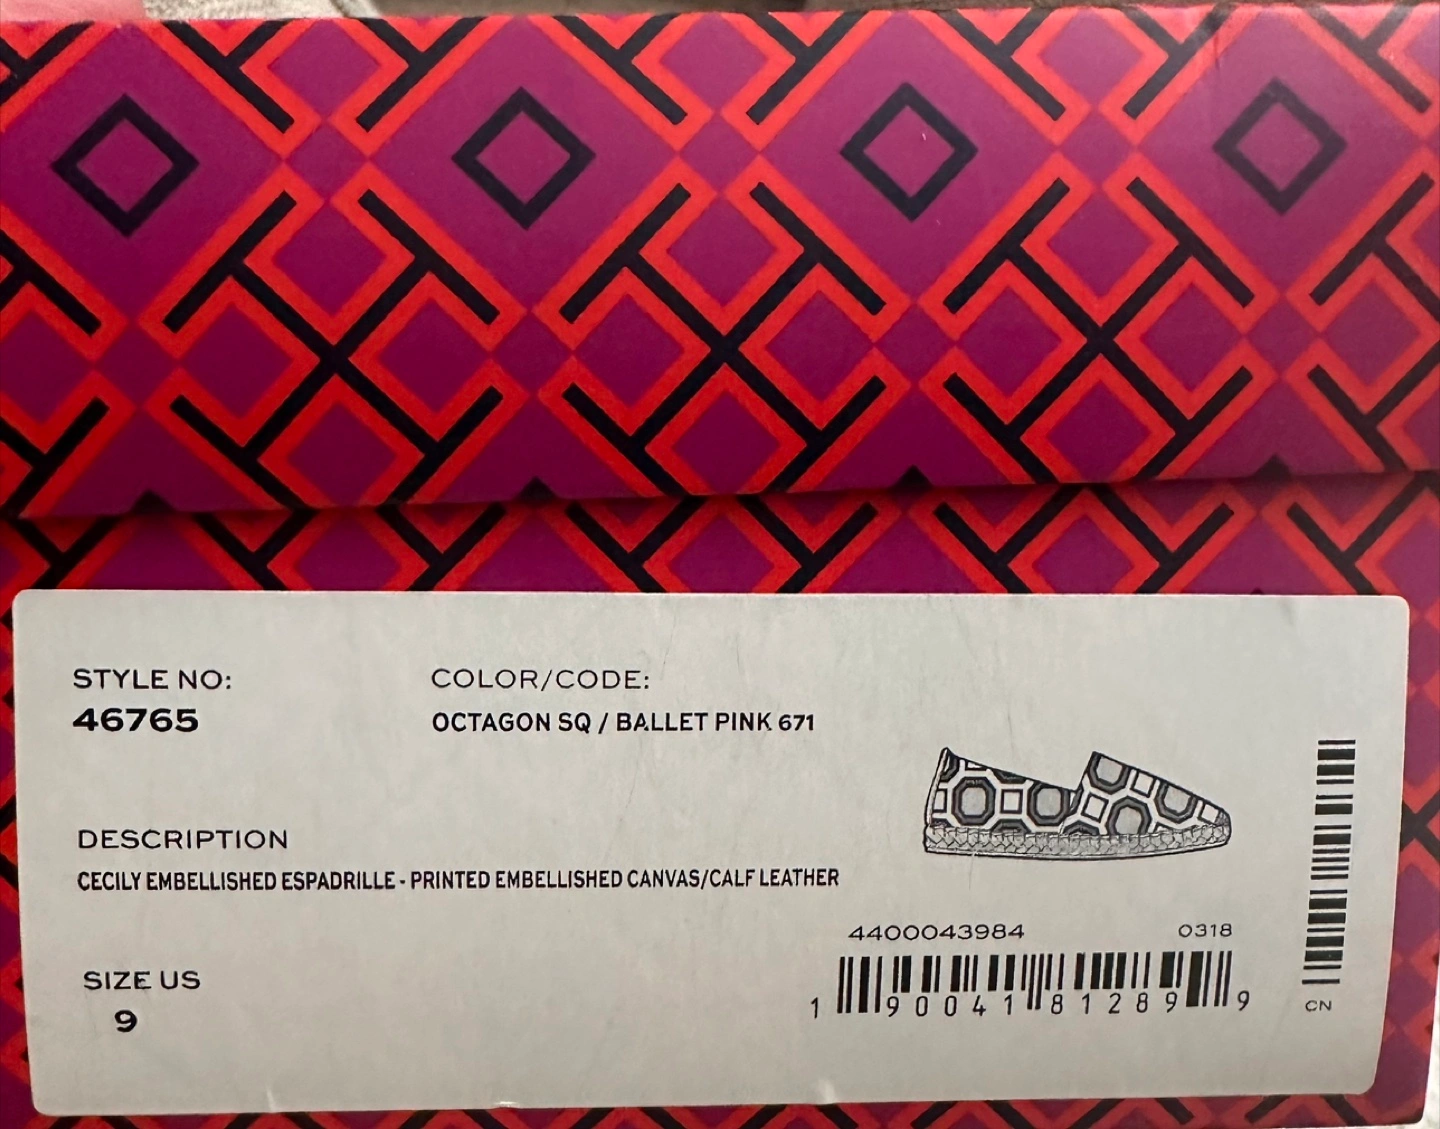 STYLE NO:
46765
COLOR/CODE:
OCTAGON SQ / BALLET PINK 671
DESCRIPTION
CECILY EMBELLISHED ESPADRILLE - PRINTED EMBELLISHED CANVAS/CALF LEATHER
SIZE US
9
4400043984 0318
1 90041 81289 9
CN